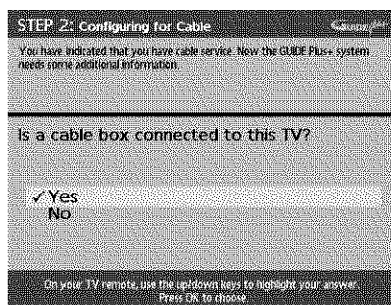 STEP 2: Configuring for Cable
You have indicated that you have cable service. Now the GUIDE Plus+ system
needs some additional information.
Is a cable box connected to this TV?
✓ Yes
No
On your TV remote, use the up/down keys to highlight your answer.
Press OK to choose.